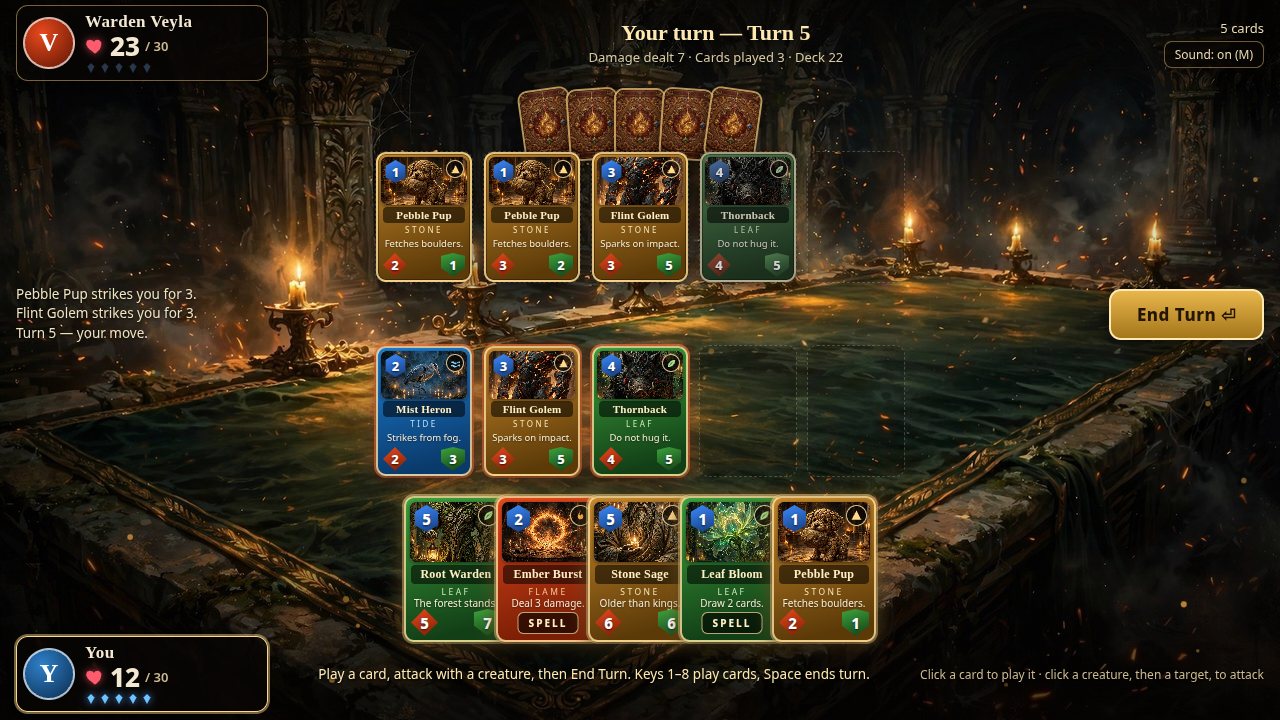 V
Warden Veyla
23 / 30
Your turn — Turn 5
Damage dealt 7 · Cards played 3 · Deck 22
5 cards
Sound: on (M)
1
Pebble Pup
STONE
Fetches boulders.
2
1
1
Pebble Pup
STONE
Fetches boulders.
3
2
3
Flint Golem
STONE
Sparks on impact.
3
5
4
Thornback
LEAF
Do not hug it.
4
5
Pebble Pup strikes you for 3.
Flint Golem strikes you for 3.
Turn 5 — your move.
End Turn ⏎
2
Mist Heron
TIDE
Strikes from fog.
2
3
3
Flint Golem
STONE
Sparks on impact.
3
5
4
Thornback
LEAF
Do not hug it.
4
5
5
Root Warden
LEAF
The forest stands
5
7
2
Ember Burst
FLAME
Deal 3 damage.
SPELL
5
Stone Sage
STONE
Older than kings
6
6
1
Leaf Bloom
LEAF
Draw 2 cards.
SPELL
1
Pebble Pup
STONE
Fetches boulders.
2
1
Y
You
12 / 30
Play a card, attack with a creature, then End Turn. Keys 1–8 play cards, Space ends turn.
Click a card to play it · click a creature, then a target, to attack